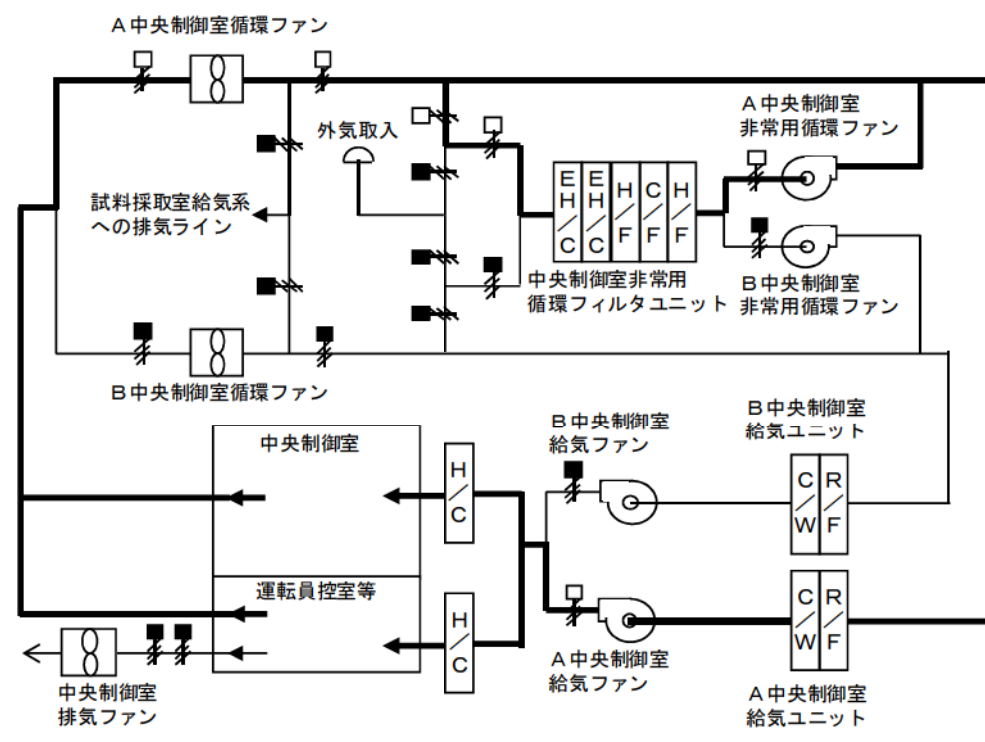 A中央制御室循環ファン
外気取入
A中央制御室
非常用循環ファン
試料採取室給気系
への排気ライン
EH/C
EH/C
H/F
C/F
H/F
中央制御室非常用
循環フィルタユニット
B中央制御室
非常用循環ファン
B中央制御室循環ファン
中央制御室
H/C
B中央制御室
給気ファン
B中央制御室
給気ユニット
C/W
R/F
運転員控室等
H/C
A中央制御室
給気ファン
C/W
R/F
A中央制御室
給気ユニット
中央制御室
排気ファン